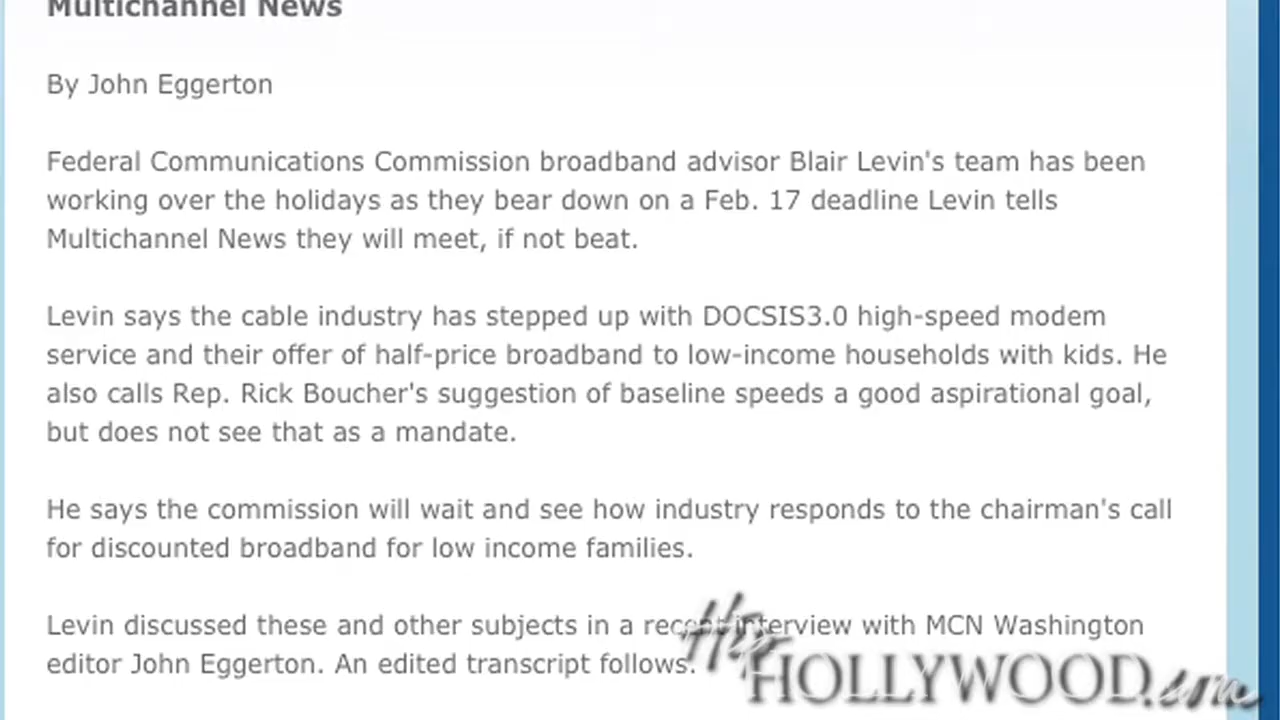 Multichannel News
By John Eggerton
Federal Communications Commission broadband advisor Blair Levin's team has been
working over the holidays as they bear down on a Feb. 17 deadline Levin tells
Multichannel News they will meet, if not beat.
Levin says the cable industry has stepped up with DOCSIS3.0 high-speed modem
service and their offer of half-price broadband to low-income households with kids. He
also calls Rep. Rick Boucher's suggestion of baseline speeds a good aspirational goal,
but does not see that as a mandate.
He says the commission will wait and see how industry responds to the chairman's call
for discounted broadband for low income families.
Levin discussed these and other subjects in a recent interview with MCN Washington
editor John Eggerton. An edited transcript follows.
Hip
HOLLYWOOD.com